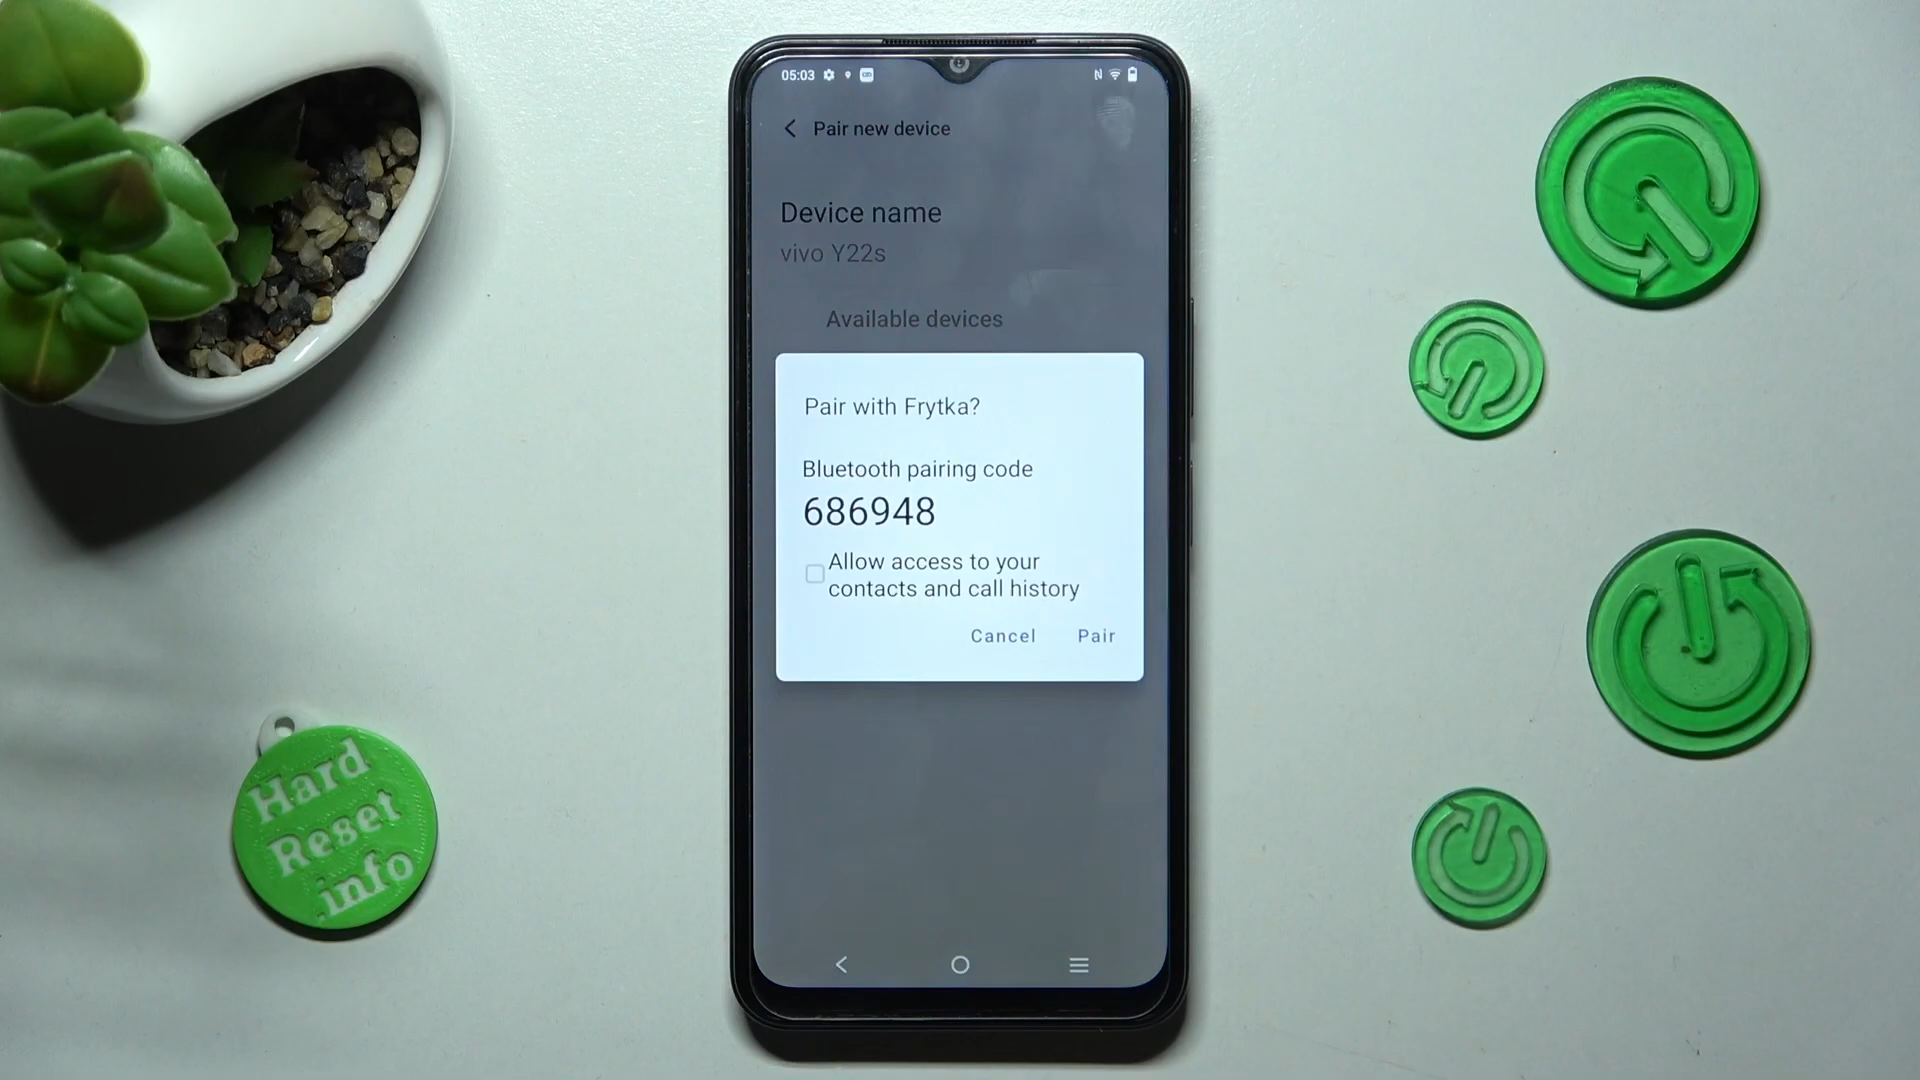 05:03
Pair new device
Device name
vivo Y22s
Available devices
Pair with Frytka?
Bluetooth pairing code
686948
Allow access to your
contacts and call history
Cancel Pair
Hard
Reset
.info